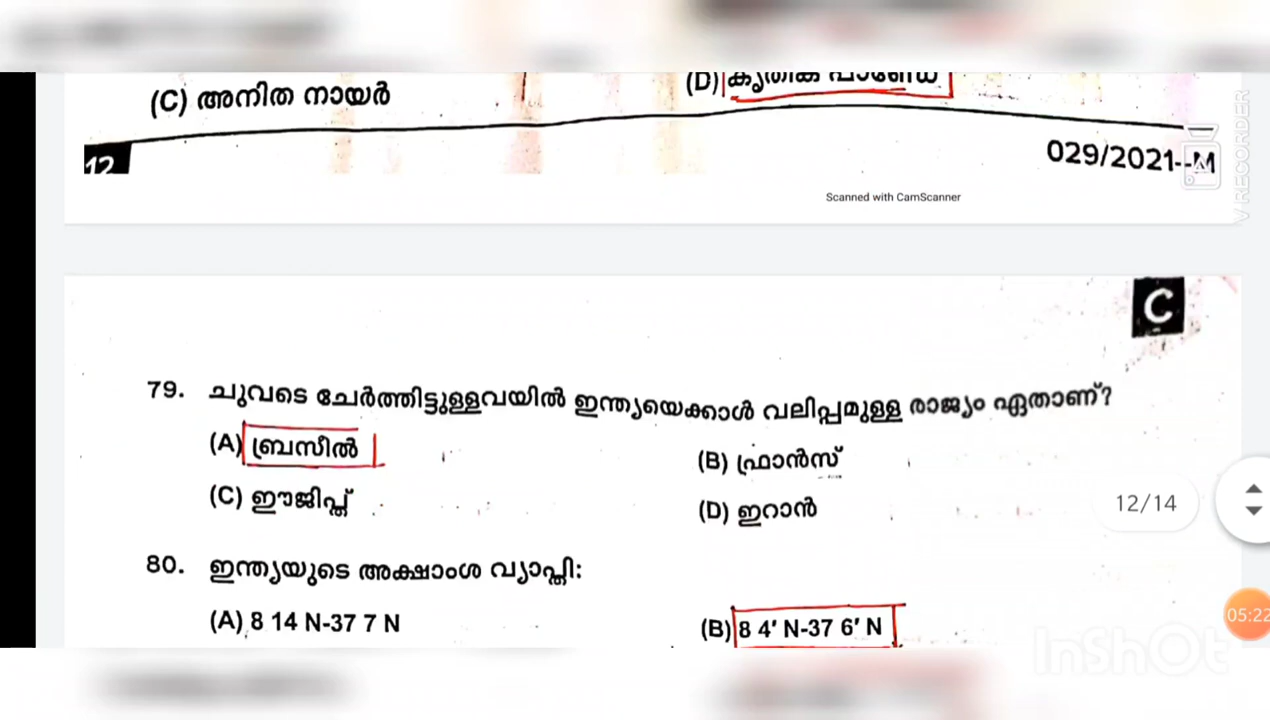 (C) അനിത നായർ (D) കൃതിക പാണ്ഡേ
12
029/2021--M
Scanned with CamScanner
V RECORDER
C
79. ചുവടെ ചേർത്തിട്ടുള്ളവയിൽ ഇന്ത്യയെക്കാൾ വലിപ്പമുള്ള രാജ്യം ഏതാണ്?
(A) ബ്രസീൽ (B) ഫ്രാൻസ്
(C) ഈജിപ്ത് (D) ഇറാൻ
12/14
80. ഇന്ത്യയുടെ അക്ഷാംശ വ്യാപ്തി:
05:22
(A) 8 14 N-37 7 N (B) 8 4′ N-37 6′ N
InShOt